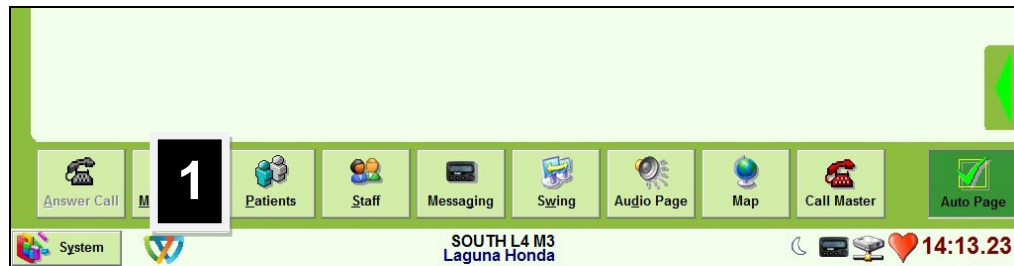 1
Answer Call
M
Patients
Staff
Messaging
Swing
Audio Page
Map
Call Master
Auto Page
System
SOUTH L4 M3
Laguna Honda
14:13.23